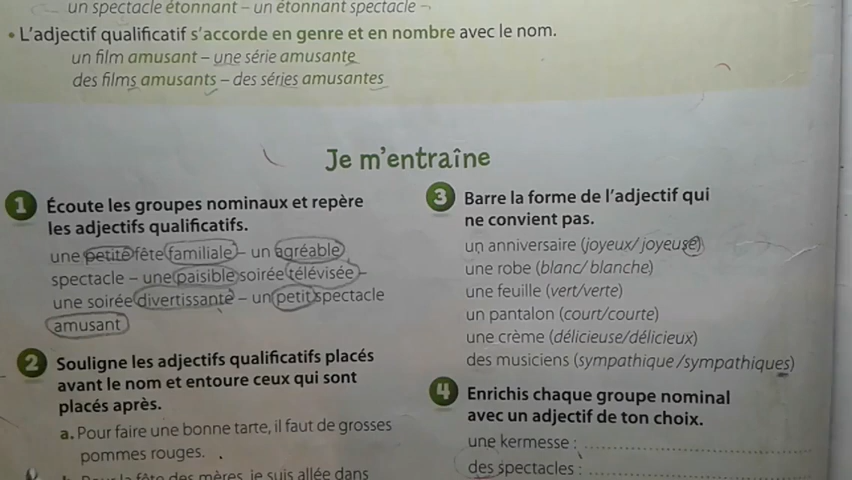 un spectacle étonnant – un étonnant spectacle –
• L'adjectif qualificatif s'accorde en genre et en nombre avec le nom.
un film amusant – une série amusante
des films amusants – des séries amusantes
Je m'entraîne
1 Écoute les groupes nominaux et repère
les adjectifs qualificatifs.
une petite fête familiale – un agréable
spectacle – une paisible soirée télévisée –
une soirée divertissante – un petit spectacle
amusant
2 Souligne les adjectifs qualificatifs placés
avant le nom et entoure ceux qui sont
placés après.
a. Pour faire une bonne tarte, il faut de grosses
pommes rouges.
b. Pour la fête des mères, je suis allée dans
3 Barre la forme de l'adjectif qui
ne convient pas.
un anniversaire (joyeux/ joyeuse)
une robe (blanc/ blanche)
une feuille (vert/verte)
un pantalon (court/courte)
une crème (délicieuse/délicieux)
des musiciens (sympathique /sympathiques)
4 Enrichis chaque groupe nominal
avec un adjectif de ton choix.
une kermesse : ........................................
des spectacles : ........................................